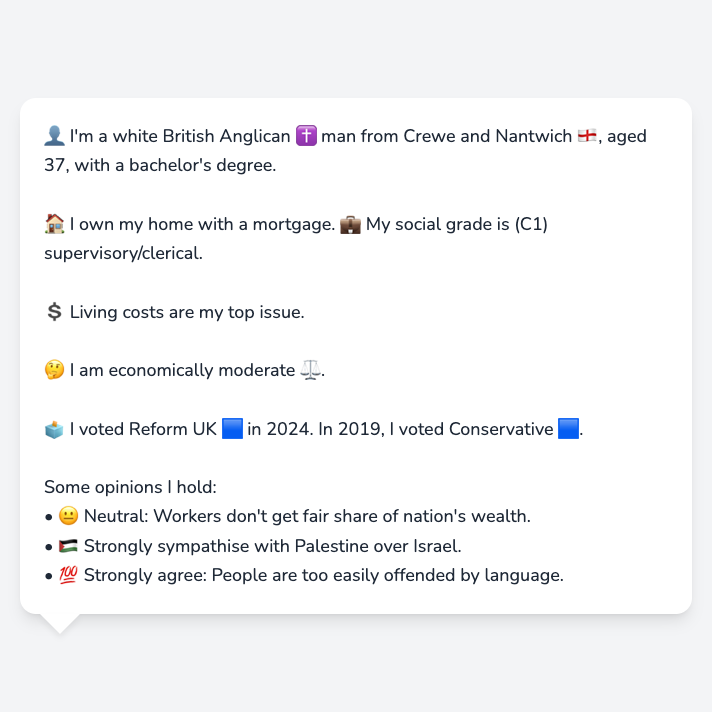 👤 I'm a white British Anglican ✝️ man from Crewe and Nantwich 🏴󠁧󠁢󠁥󠁮󠁧󠁿, aged
37, with a bachelor's degree.
🏠 I own my home with a mortgage. 💼 My social grade is (C1)
supervisory/clerical.
💲 Living costs are my top issue.
🤔 I am economically moderate ⚖️.
🗳️ I voted Reform UK 🟦 in 2024. In 2019, I voted Conservative 🟦.
Some opinions I hold:
• 😐 Neutral: Workers don't get fair share of nation's wealth.
• 🇵🇸 Strongly sympathise with Palestine over Israel.
• 💯 Strongly agree: People are too easily offended by language.